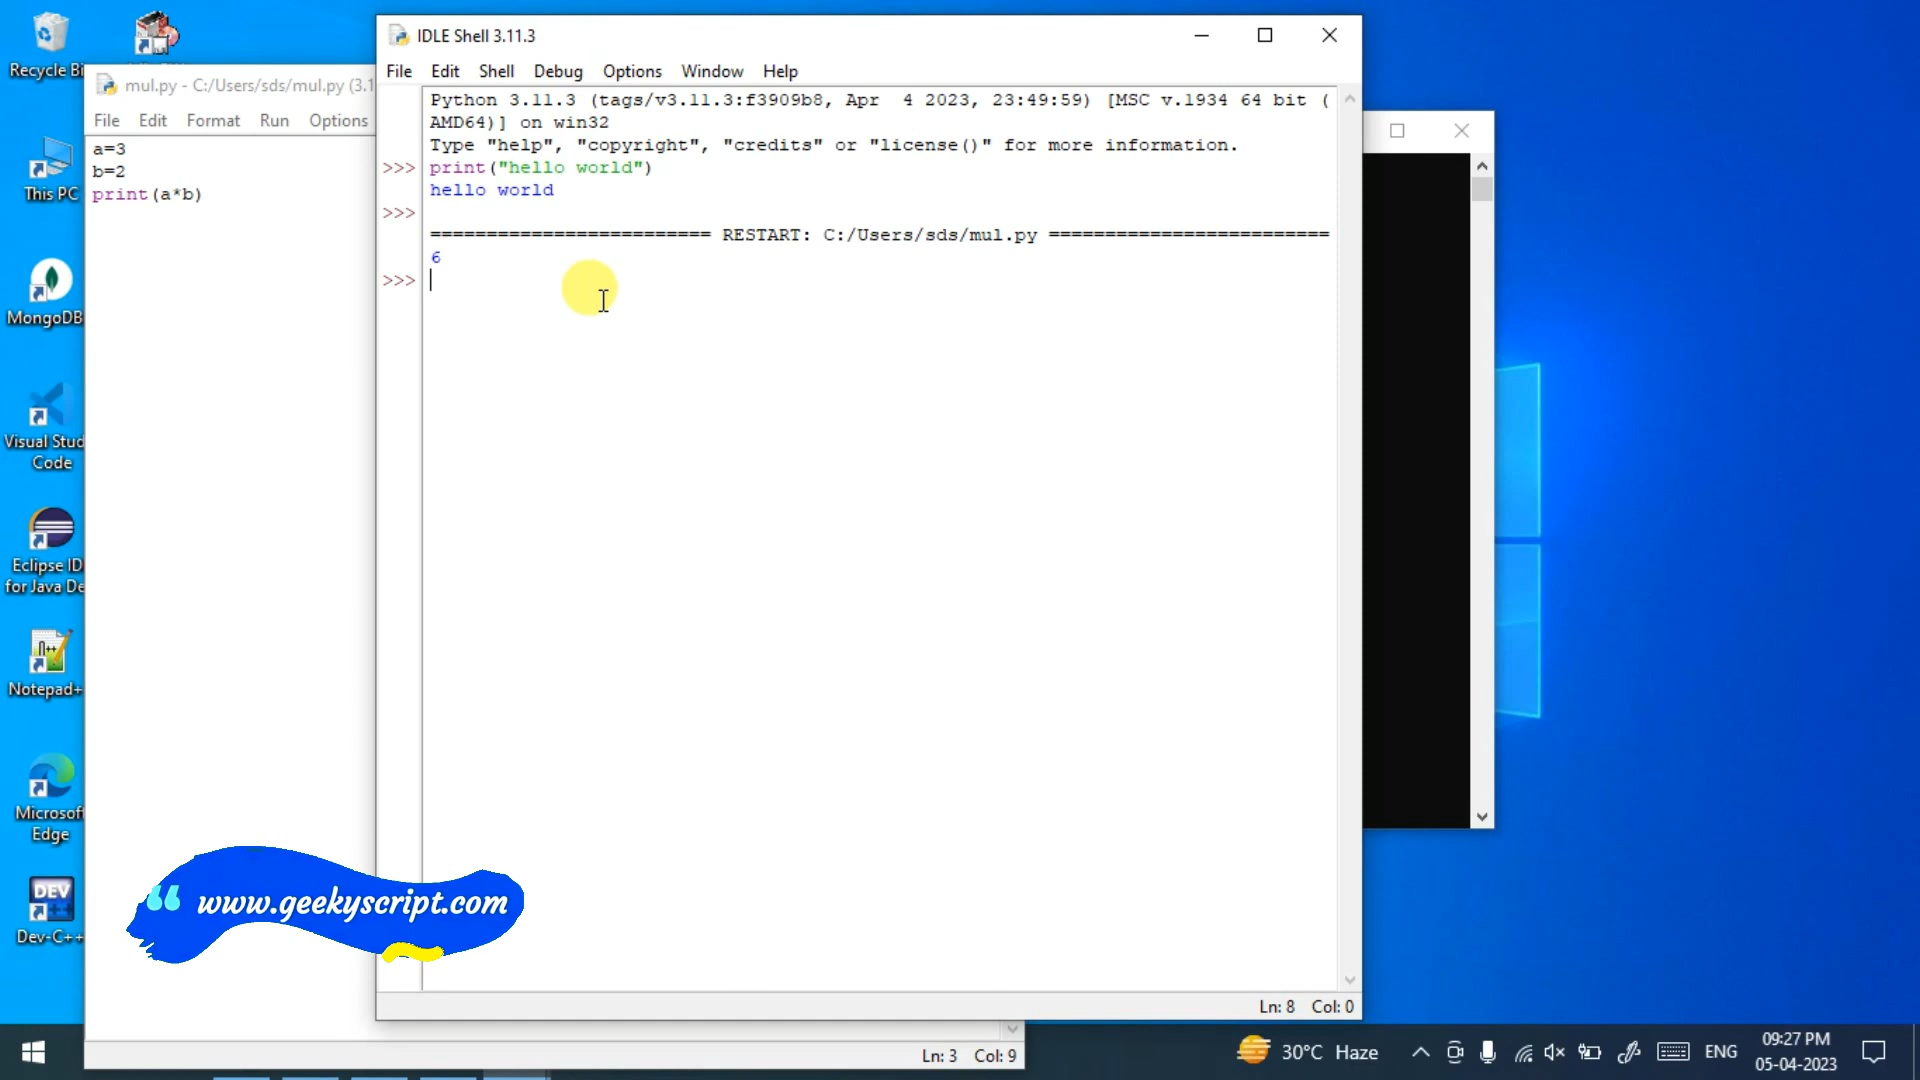 Recycle Bi
This PC
MongoDB
Visual Stud
Code
Eclipse ID
for Java De
Notepad+
Microsof
Edge
DEV
Dev-C++
mul.py - C:/Users/sds/mul.py (3.1
File Edit Format Run Options
a=3
b=2
print(a*b)
Ln: 3 Col: 9
IDLE Shell 3.11.3
File Edit Shell Debug Options Window Help
Python 3.11.3 (tags/v3.11.3:f3909b8, Apr  4 2023, 23:49:59) [MSC v.1934 64 bit (
AMD64)] on win32
Type "help", "copyright", "credits" or "license()" for more information.
>>> print("hello world")
hello world
>>>
========================= RESTART: C:/Users/sds/mul.py =========================
6
>>>
Ln: 8 Col: 0
www.geekyscript.com
30°C Haze
ENG
09:27 PM
05-04-2023